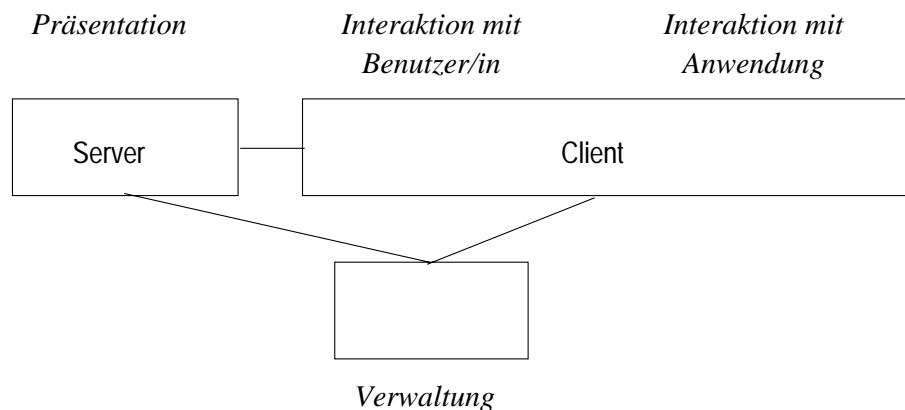 Präsentation
Interaktion mit
Benutzer/in
Interaktion mit
Anwendung
Server
Client
Verwaltung